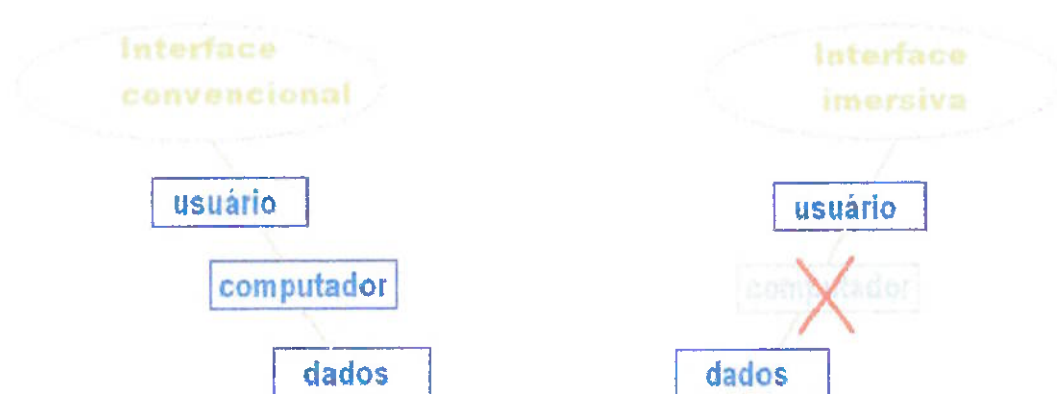 Interface
convencional
usuário
computador
dados
Interface
imersiva
usuário
computador
dados